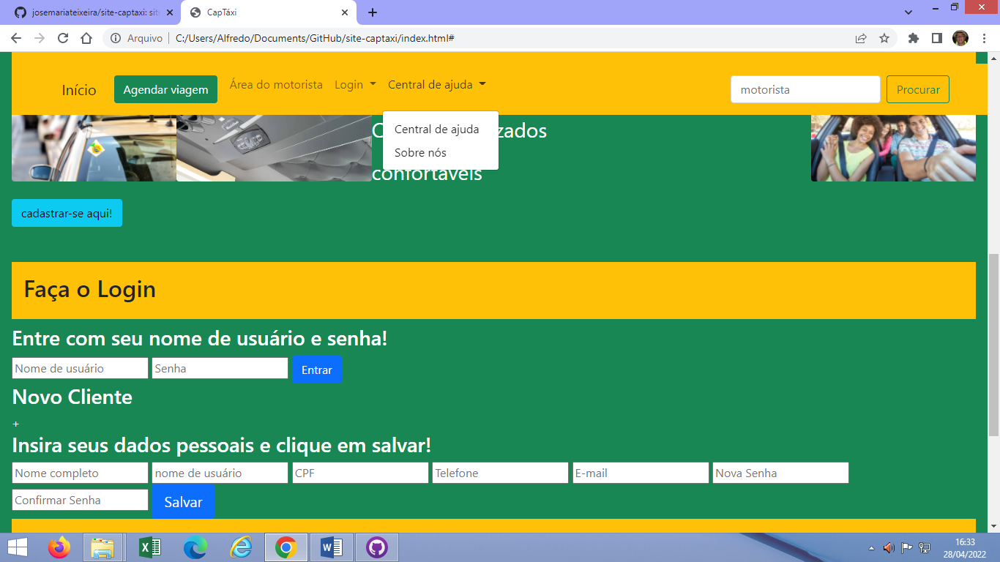 josemariateixeira/site-captaxi: sit
CapTáxi
Arquivo
C:/Users/Alfredo/Documents/GitHub/site-captaxi/index.html#
Início
Agendar viagem
Área do motorista
Login
Central de ajuda
motorista
Procurar
Central de ajuda
Sobre nós
C
zados
confortáveis
cadastrar-se aqui!
Faça o Login
Entre com seu nome de usuário e senha!
Nome de usuário
Senha
Entrar
Novo Cliente
+
Insira seus dados pessoais e clique em salvar!
Nome completo
nome de usuário
CPF
Telefone
E-mail
Nova Senha
Confirmar Senha
Salvar
16:33
28/04/2022